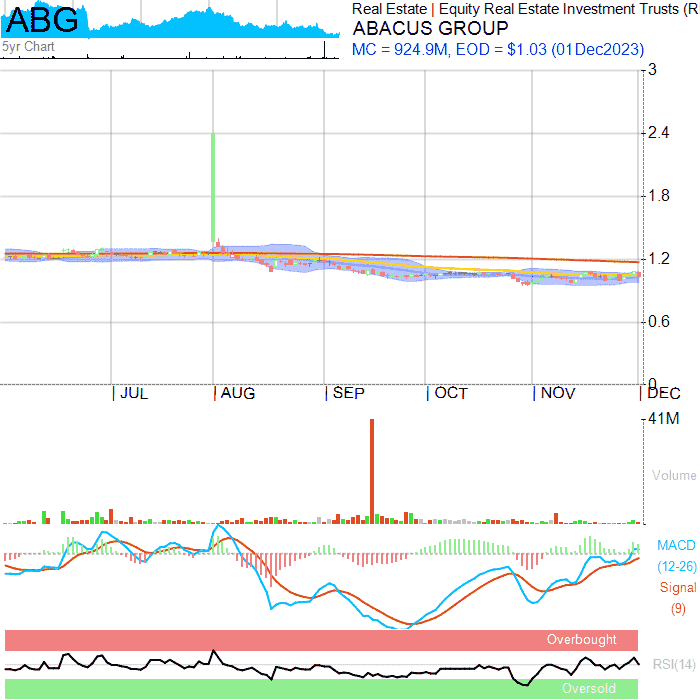 ABG
5yr Chart
Real Estate | Equity Real Estate Investment Trusts (R
ABACUS GROUP
MC = 924.9M, EOD = $1.03 (01Dec2023)
3
2.4
1.8
1.2
0.6
0
| JUL | AUG | SEP | OCT | NOV | DEC
41M
Volume
MACD
(12-26)
Signal
(9)
Overbought
RSI(14)
Oversold